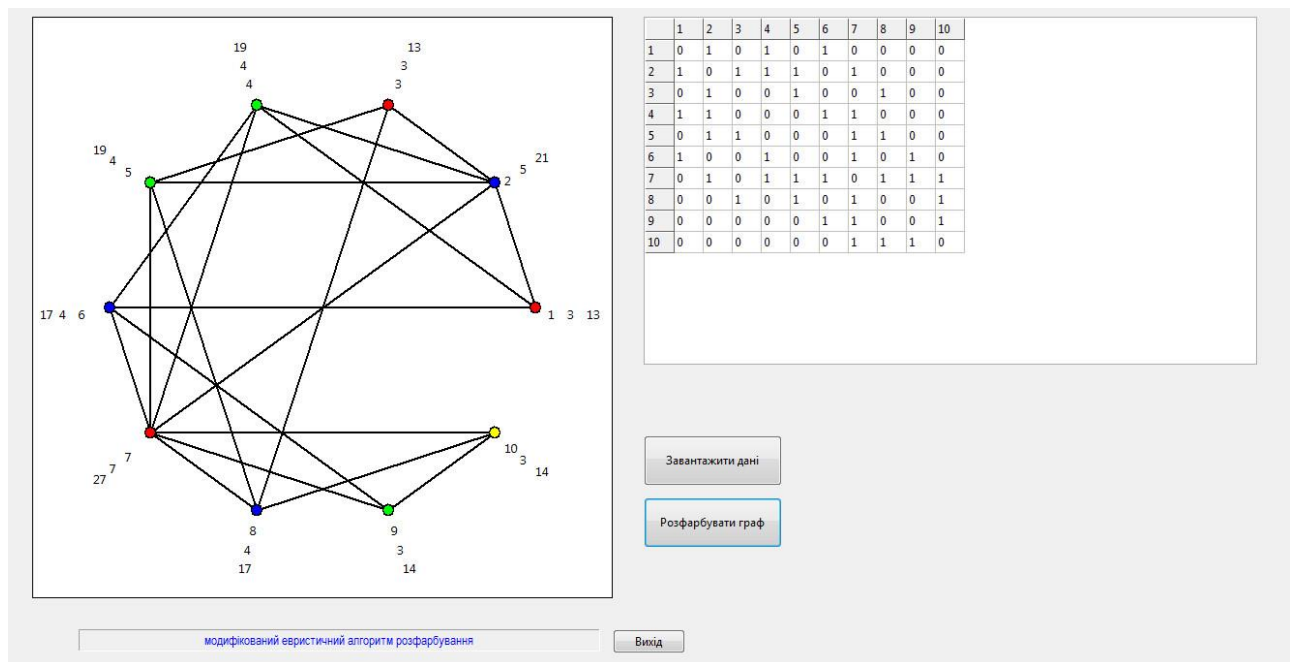 19
4
4
13
3
3
19
4
5
2 5 21
17 4 6
1 3 13
27 7 7
10
3
14
8
4
17
9
3
14
1 2 3 4 5 6 7 8 9 10
1 0 1 0 1 0 1 0 0 0 0
2 1 0 1 1 1 0 1 0 0 0
3 0 1 0 0 1 0 0 1 0 0
4 1 1 0 0 0 1 1 0 0 0
5 0 1 1 0 0 0 1 1 0 0
6 1 0 0 1 0 0 1 0 1 0
7 0 1 0 1 1 1 0 1 1 1
8 0 0 1 0 1 0 1 0 0 1
9 0 0 0 0 0 1 1 0 0 1
10 0 0 0 0 0 0 1 1 1 0
Завантажити дані
Розфарбувати граф
модифікований евристичний алгоритм розфарбування
Вихід